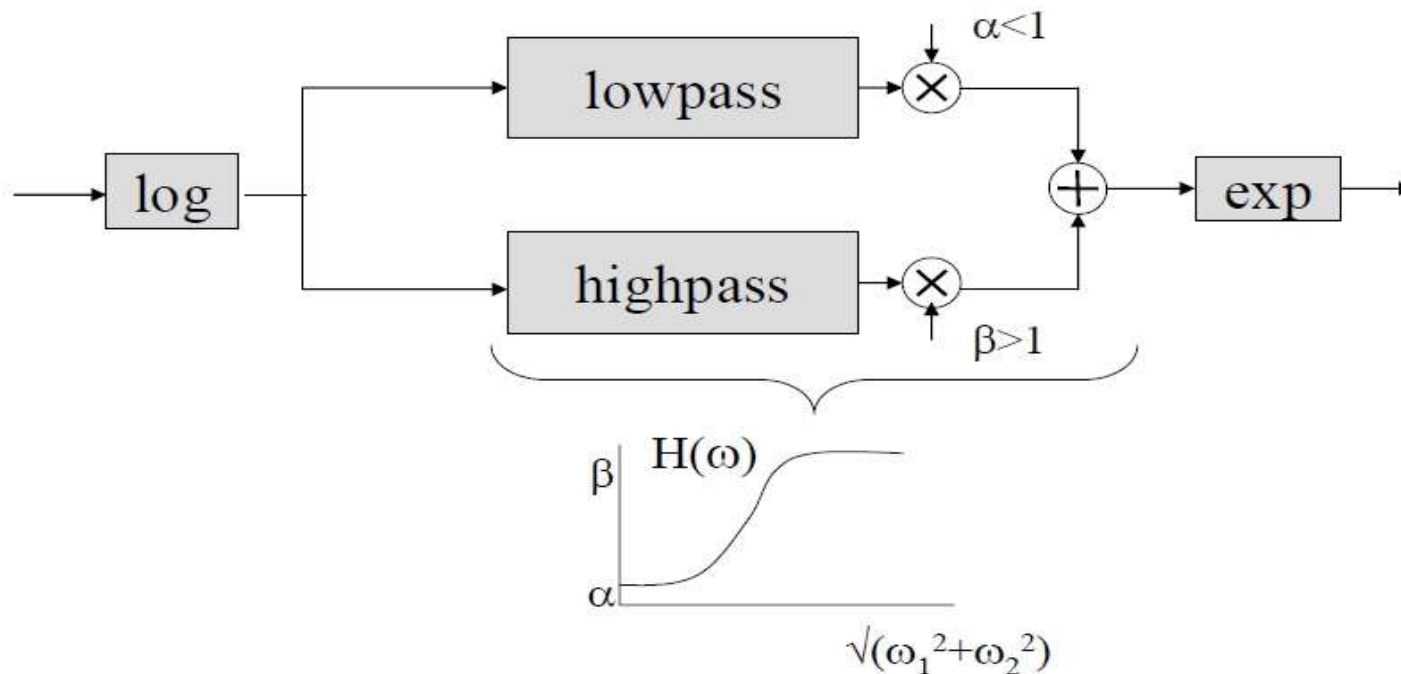 α<1
lowpass
×
log
+
exp
highpass
×
β>1
H(ω)
β
α
√(ω₁²+ω₂²)